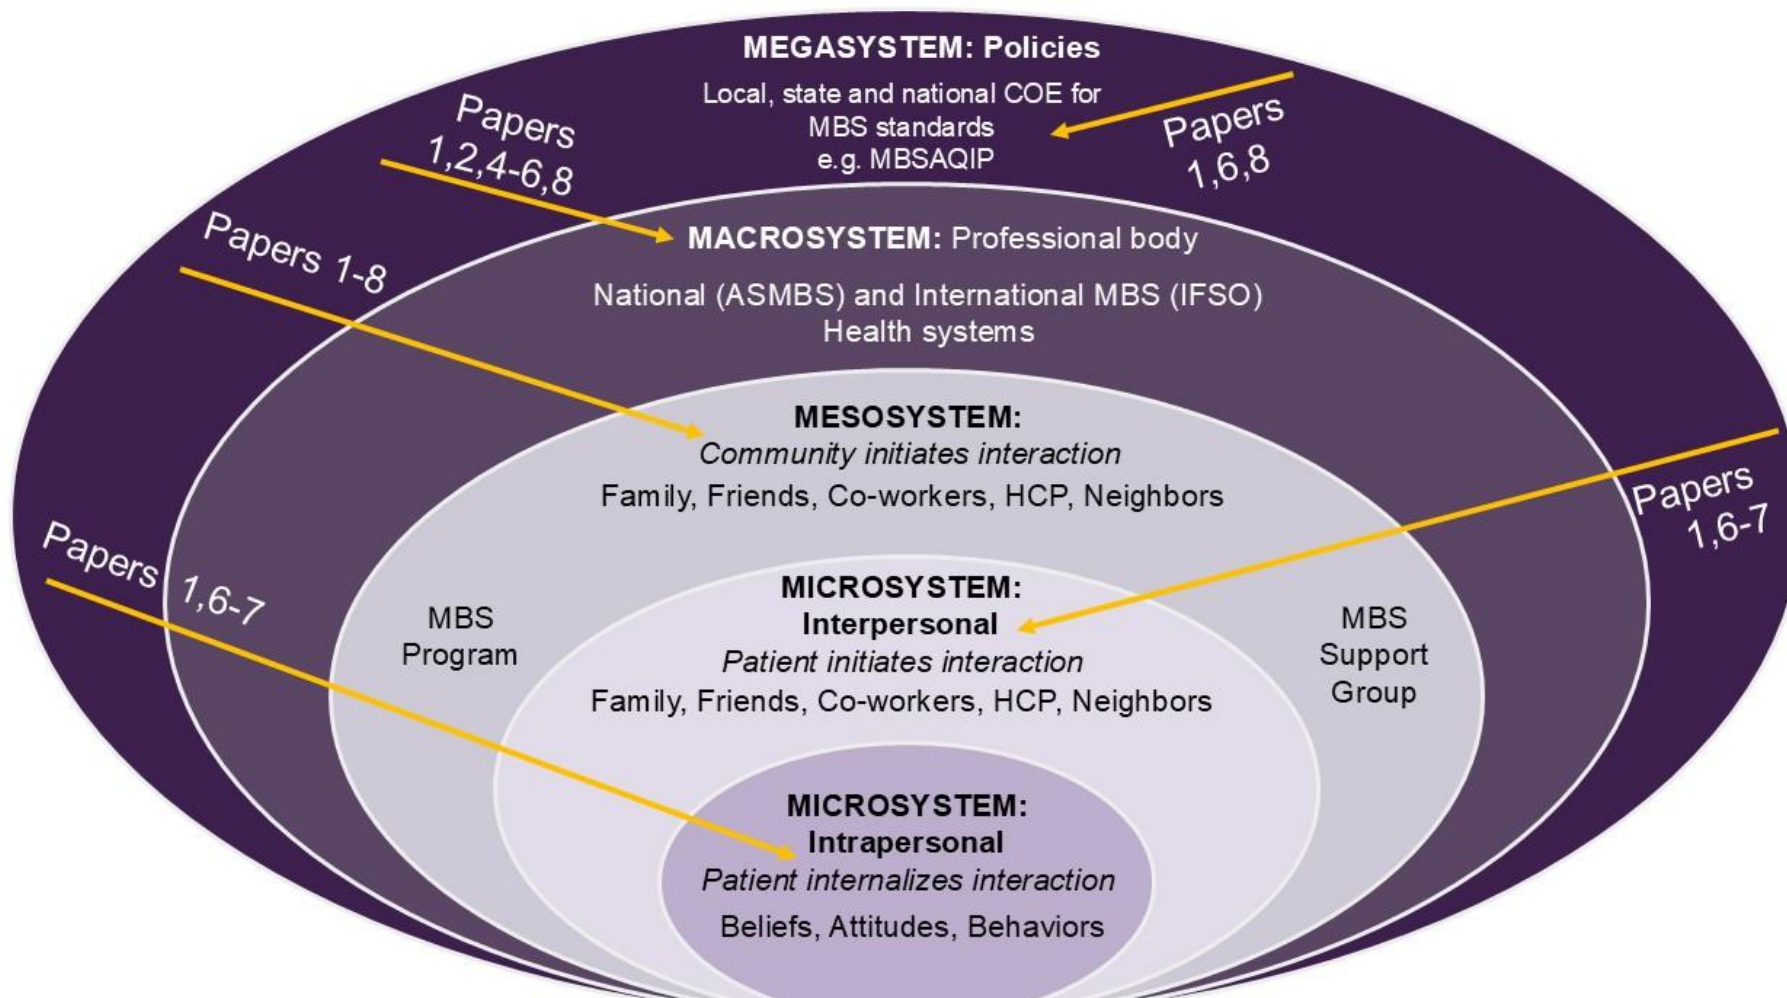 MEGASYSTEM: Policies
Local, state and national COE for
MBS standards
e.g. MBSAQIP
Papers
1,2,4-6,8
Papers
1,6,8
Papers 1-8
MACROSYSTEM: Professional body
National (ASMBS) and International MBS (IFSO)
Health systems
MESOSYSTEM:
Community initiates interaction
Family, Friends, Co-workers, HCP, Neighbors
Papers
1,6-7
Papers 1,6-7
MBS
Program
MICROSYSTEM:
Interpersonal
Patient initiates interaction
Family, Friends, Co-workers, HCP, Neighbors
MBS
Support
Group
MICROSYSTEM:
Intrapersonal
Patient internalizes interaction
Beliefs, Attitudes, Behaviors